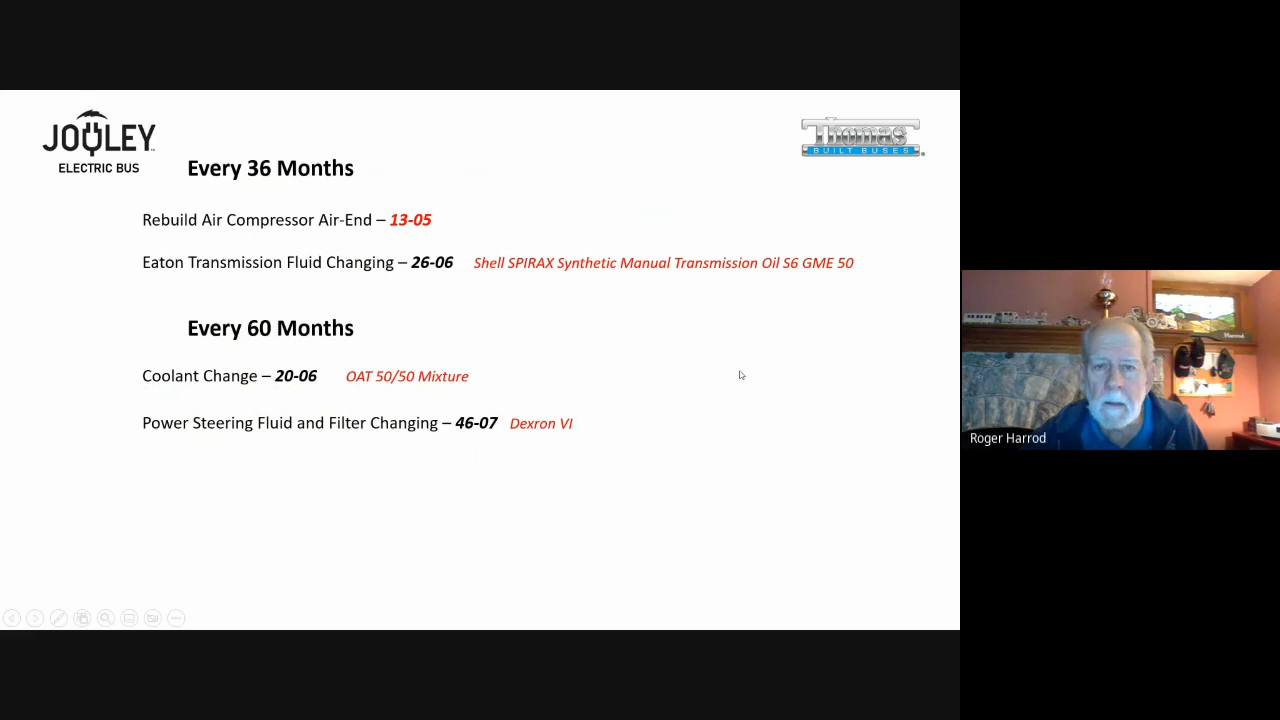 JOULEY
ELECTRIC BUS
Thomas
BUILT BUSES
Every 36 Months
Rebuild Air Compressor Air-End – 13-05
Eaton Transmission Fluid Changing – 26-06 Shell SPIRAX Synthetic Manual Transmission Oil S6 GME 50
Every 60 Months
Coolant Change – 20-06 OAT 50/50 Mixture
Power Steering Fluid and Filter Changing – 46-07 Dexron VI
Harrod
Roger Harrod